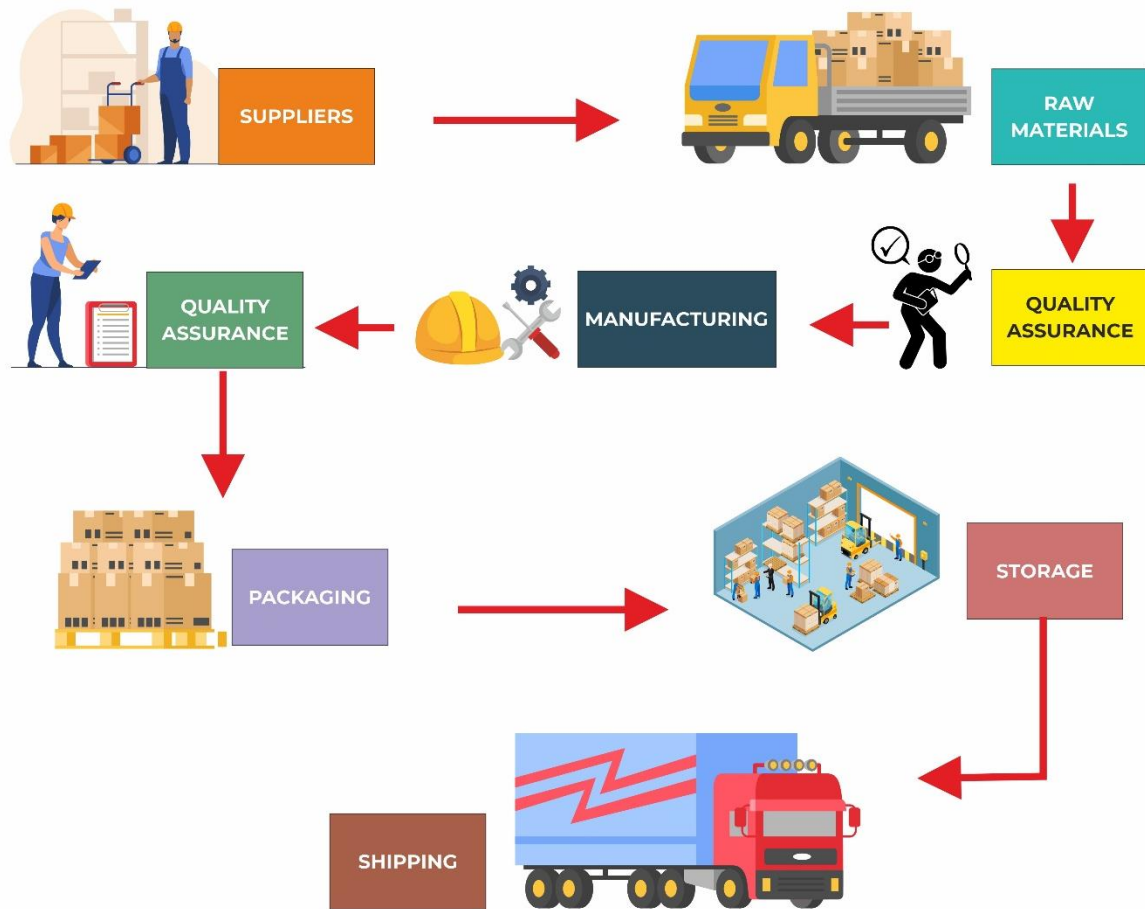 SUPPLIERS
RAW
MATERIALS
QUALITY
ASSURANCE
MANUFACTURING
QUALITY
ASSURANCE
PACKAGING
STORAGE
SHIPPING